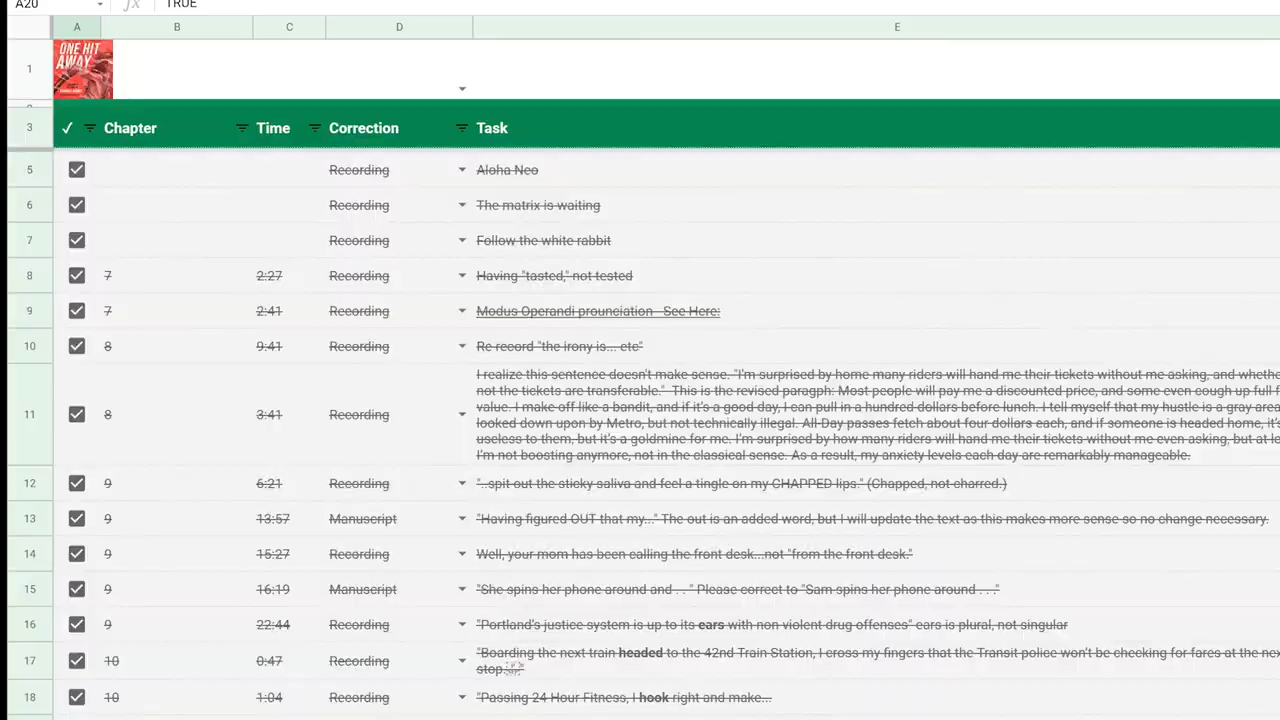 A20 fx TRUE
A B C D E
1 ONE HIT AWAY
3 ✓ Chapter Time Correction Task
5 Recording Aloha Neo
6 Recording The matrix is waiting
7 Recording Follow the white rabbit
8 7 2:27 Recording Having "tasted," not tested
9 7 2:41 Recording Modus Operandi prounciation - See Here:
10 8 9:41 Recording Re record "the irony is... etc"
I realize this sentence doesn't make sense. "I'm surprised by home many riders will hand me their tickets without me asking, and whethe
not the tickets are transferable." This is the revised paragph: Most people will pay me a discounted price, and some even cough up full f
11 8 3:41 Recording value. I make off like a bandit, and if it's a good day, I can pull in a hundred dollars before lunch. I tell myself that my hustle is a gray area
looked down upon by Metro, but not technically illegal. All-Day passes fetch about four dollars each, and if someone is headed home, it's
useless to them, but it's a goldmine for me. I'm surprised by how many riders will hand me their tickets without me even asking, but at le
I'm not boosting anymore, not in the classical sense. As a result, my anxiety levels each day are remarkably manageable.
12 9 6:21 Recording "..spit out the sticky saliva and feel a tingle on my CHAPPED lips." (Chapped, not charred.)
13 9 13:57 Manuscript "Having figured OUT that my..." The out is an added word, but I will update the text as this makes more sense so no change necessary.
14 9 15:27 Recording Well, your mom has been calling the front desk...not "from the front desk."
15 9 16:19 Manuscript "She spins her phone around and . . " Please correct to "Sam spins her phone around . . ."
16 9 22:44 Recording "Portland's justice system is up to its ears with non violent drug offenses" ears is plural, not singular
17 10 0:47 Recording "Boarding the next train headed to the 42nd Train Station, I cross my fingers that the Transit police won't be checking for fares at the nex
stop.
18 10 1:04 Recording "Passing 24 Hour Fitness, I hook right and make...